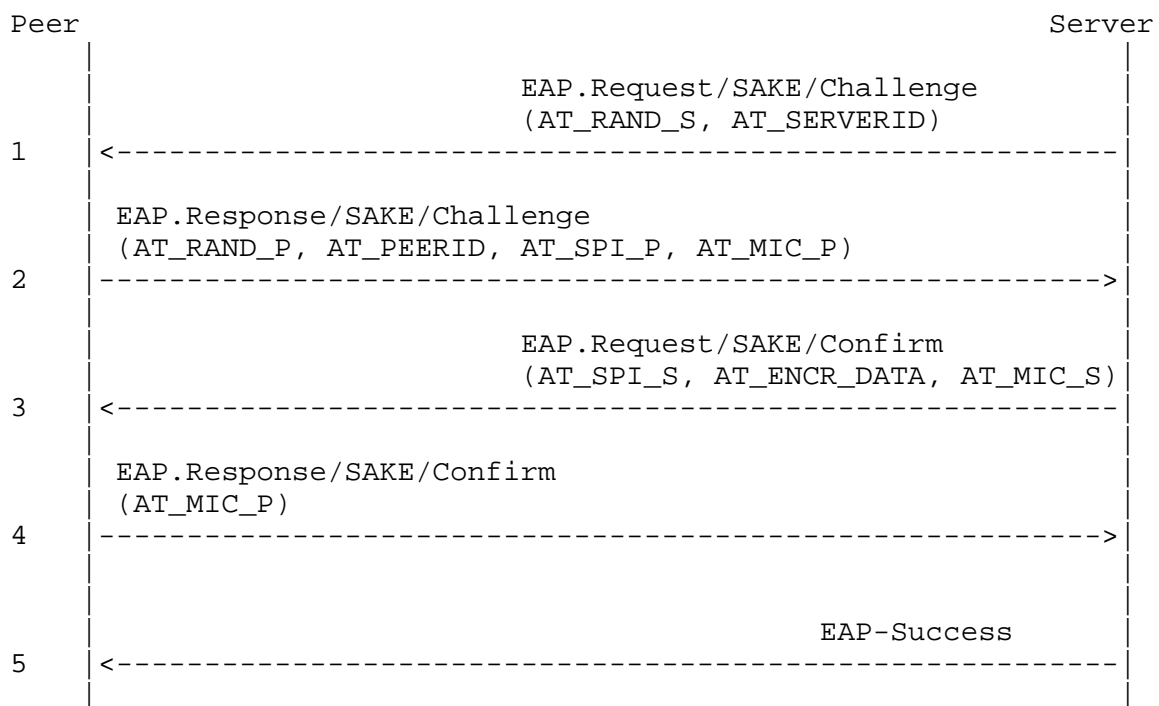 Peer Server
EAP.Request/SAKE/Challenge
(AT_RAND_S, AT_SERVERID)
1 |<---------------------------------------------------------|
EAP.Response/SAKE/Challenge
(AT_RAND_P, AT_PEERID, AT_SPI_P, AT_MIC_P)
2 |--------------------------------------------------------->|
EAP.Request/SAKE/Confirm
(AT_SPI_S, AT_ENCR_DATA, AT_MIC_S)
3 |<---------------------------------------------------------|
EAP.Response/SAKE/Confirm
(AT_MIC_P)
4 |--------------------------------------------------------->|
EAP-Success
5 |<---------------------------------------------------------|